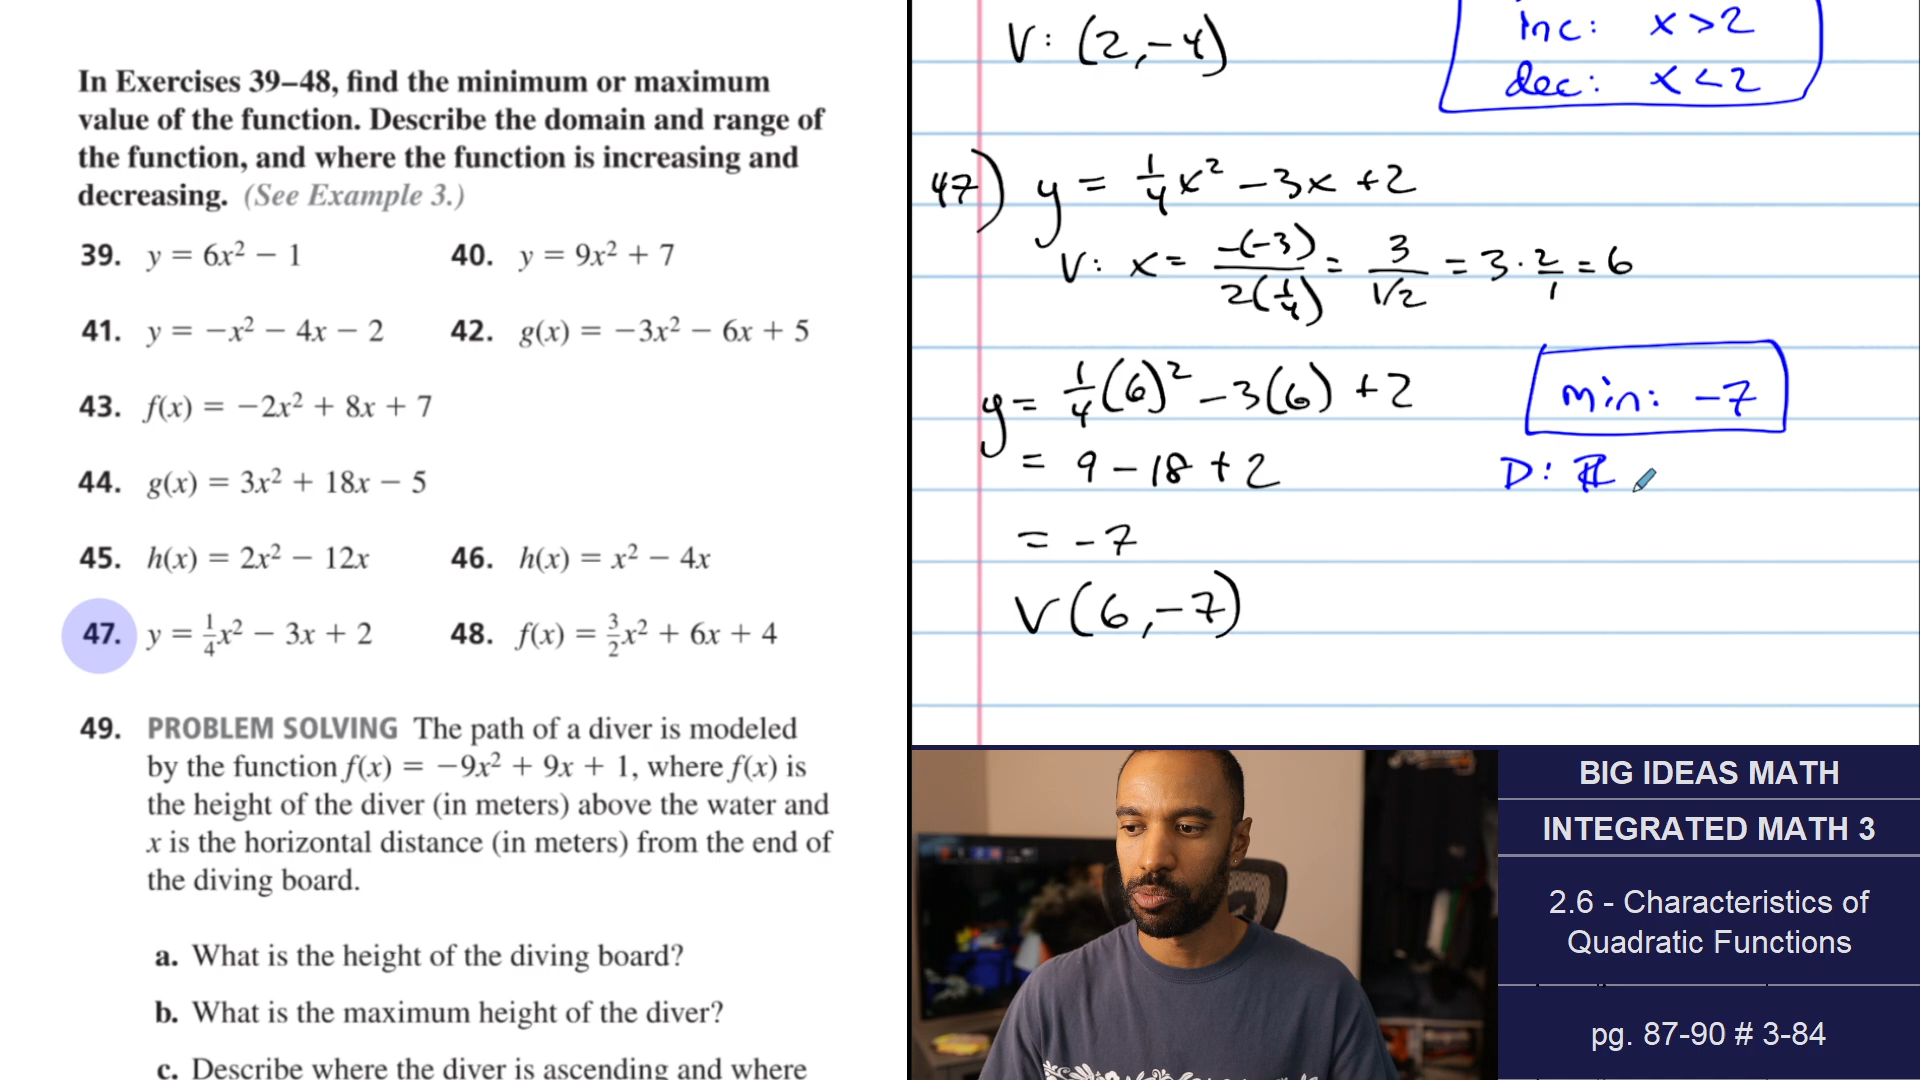 In Exercises 39–48, find the minimum or maximum
value of the function. Describe the domain and range of
the function, and where the function is increasing and
decreasing. (See Example 3.)
39. y = 6x² − 1
40. y = 9x² + 7
41. y = −x² − 4x − 2
42. g(x) = −3x² − 6x + 5
43. f(x) = −2x² + 8x + 7
44. g(x) = 3x² + 18x − 5
45. h(x) = 2x² − 12x
46. h(x) = x² − 4x
47. y = 1/4x² − 3x + 2
48. f(x) = 3/2x² + 6x + 4
49. PROBLEM SOLVING The path of a diver is modeled
by the function f(x) = −9x² + 9x + 1, where f(x) is
the height of the diver (in meters) above the water and
x is the horizontal distance (in meters) from the end of
the diving board.
a. What is the height of the diving board?
b. What is the maximum height of the diver?
c. Describe where the diver is ascending and where
V: (2,−4)
inc: x>2
dec: x<2
47) y = 1/4x² − 3x + 2
V: x = −(−3)/2(1/4) = 3/1/2 = 3 · 2/1 = 6
y = 1/4(6)² − 3(6) + 2
= 9 − 18 + 2
= −7
V(6,−7)
min: −7
D: ℝ
BIG IDEAS MATH
INTEGRATED MATH 3
2.6 - Characteristics of
Quadratic Functions
pg. 87-90 # 3-84